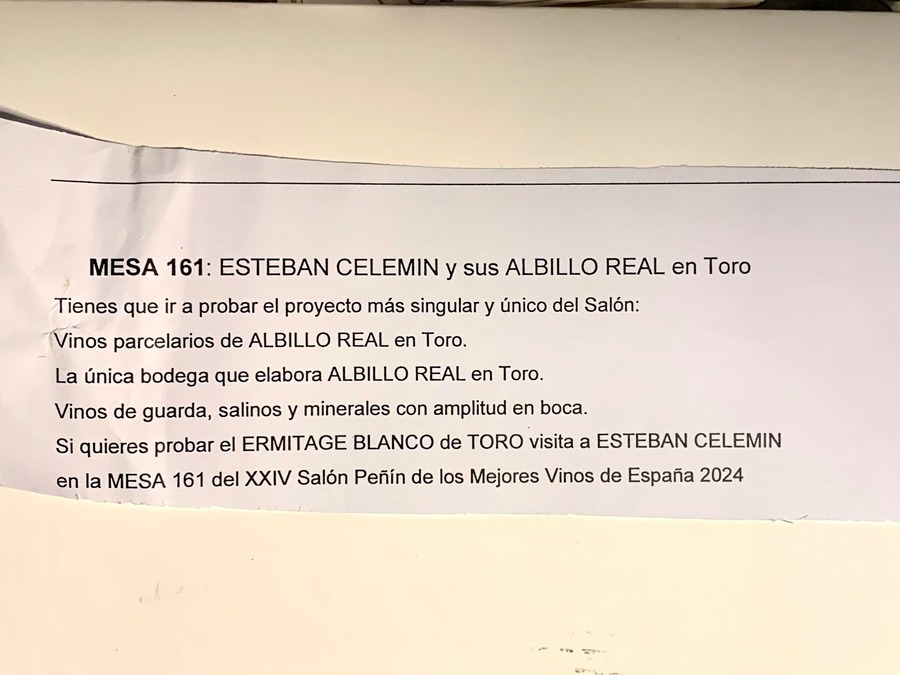 MESA 161: ESTEBAN CELEMIN y sus ALBILLO REAL en Toro
Tienes que ir a probar el proyecto más singular y único del Salón:
Vinos parcelarios de ALBILLO REAL en Toro.
La única bodega que elabora ALBILLO REAL en Toro.
Vinos de guarda, salinos y minerales con amplitud en boca.
Si quieres probar el ERMITAGE BLANCO de TORO visita a ESTEBAN CELEMIN
en la MESA 161 del XXIV Salón Peñín de los Mejores Vinos de España 2024